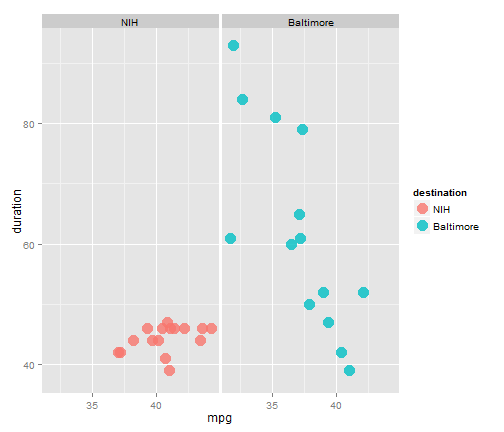 NIH Baltimore
80
60
40
duration
35 40 35 40
mpg
destination
NIH
Baltimore